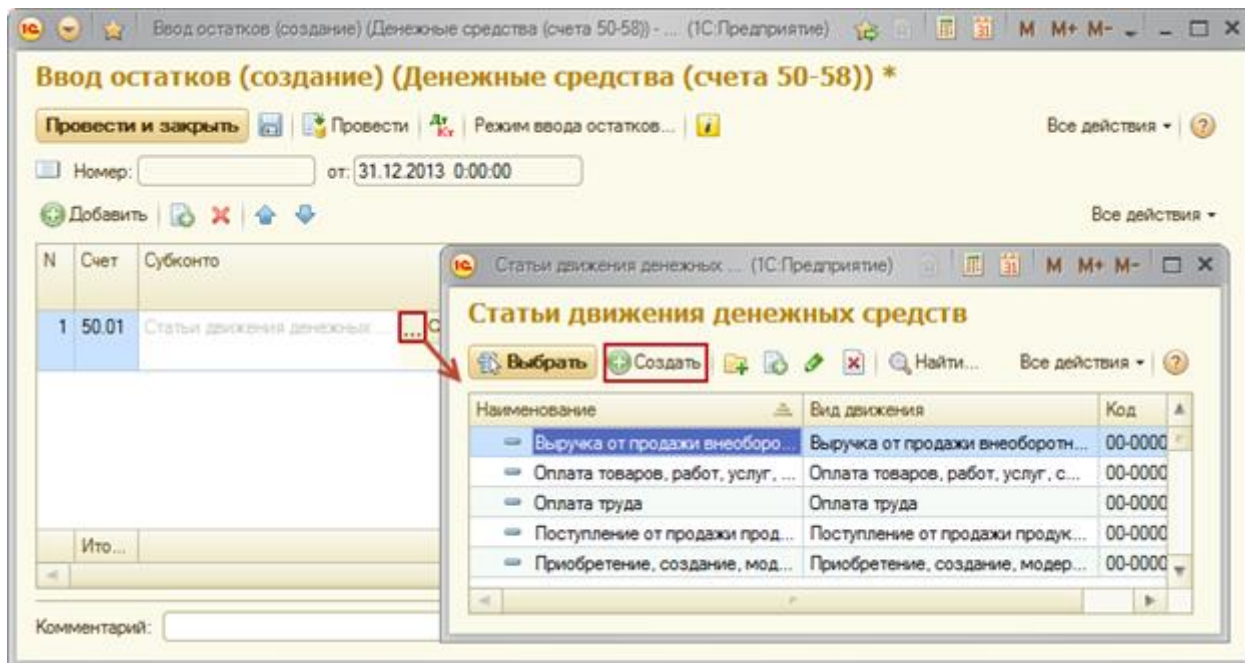 Ввод остатков (создание) (Денежные средства (счета 50-58)) - ... (1С:Предприятие) M M+ M-
Ввод остатков (создание) (Денежные средства (счета 50-58)) *
Провести и закрыть Провести Дт Кт Режим ввода остатков... Все действия
Номер: от: 31.12.2013 0:00:00
Добавить Все действия
N Счет Субконто
1 50.01 Статьи движения денежных ... ... С
Ито...
Комментарий:
Статьи движения денежных ... (1С:Предприятие) M M+ M-
Статьи движения денежных средств
Выбрать Создать Найти... Все действия
Наименование Вид движения Код
Выручка от продажи внеоборо... Выручка от продажи внеоборотн... 00-0000
Оплата товаров, работ, услуг, ... Оплата товаров, работ, услуг, с... 00-0000
Оплата труда Оплата труда 00-0000
Поступление от продажи прод... Поступление от продажи продук... 00-0000
Приобретение, создание, мод... Приобретение, создание, модер... 00-0000